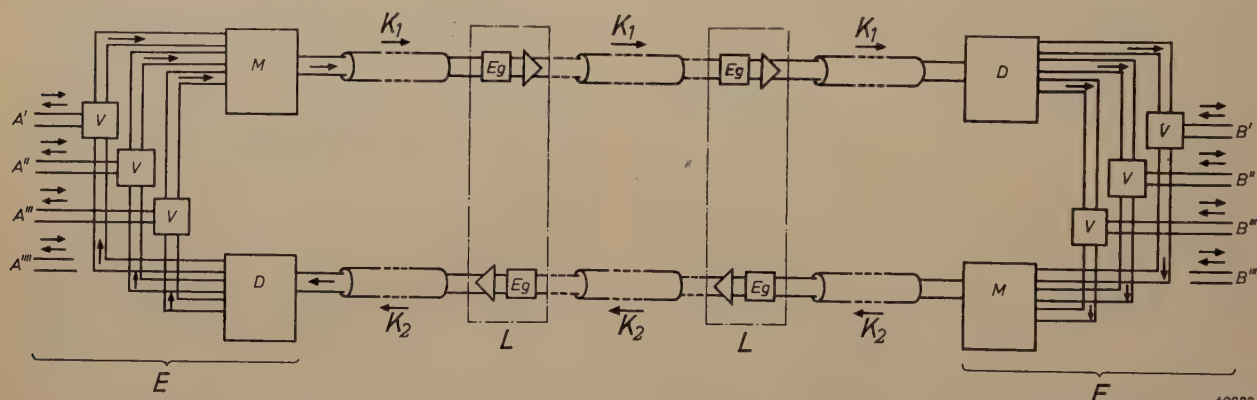 K1 K1 K1
M Eg Eg D
A' V V B'
A'' V V B''
A''' V V B'''
A''''
D Eg Eg M
K2 K2 K2
L L
E E